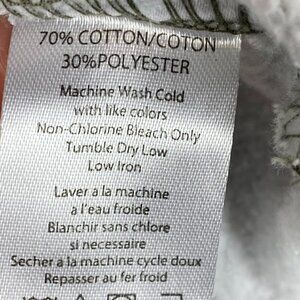 70% COTTON/COTON
30%POLYESTER
Machine Wash Cold
with like colors
Non-Chlorine Bleach Only
Tumble Dry Low
Low Iron
Laver a la machine
a l'eau froide
Blanchir sans chlore
si necessaire
Secher a la machine cycle doux
Repasser au fer froid